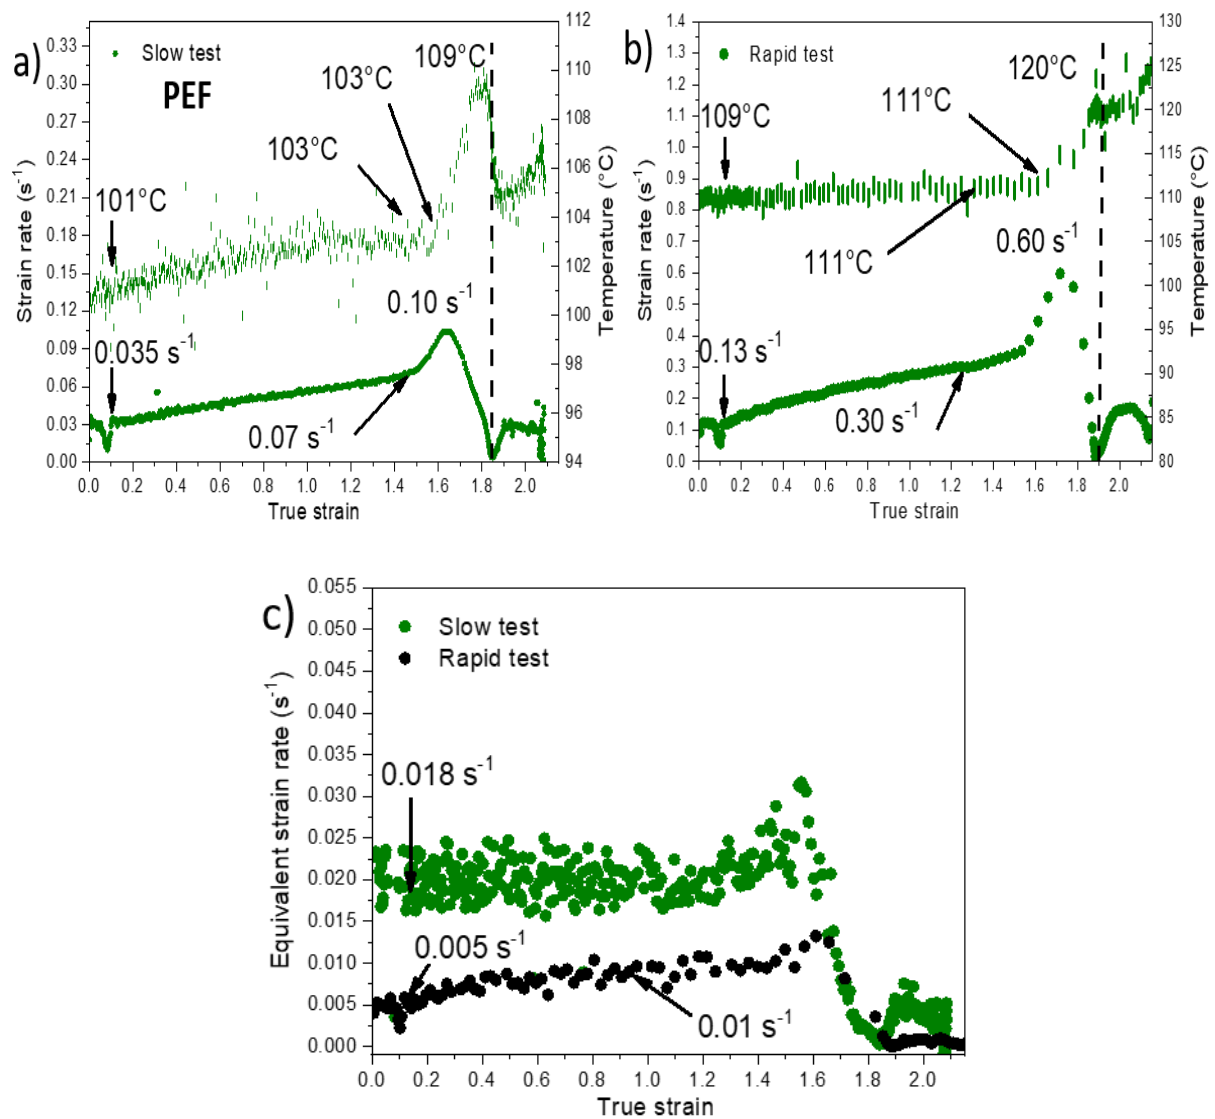 a)
Slow test
PEF
101°C
103°C
103°C
109°C
0.035 s-1
0.07 s-1
0.10 s-1
Strain rate (s-1)
0.33
0.30
0.27
0.24
0.21
0.18
0.15
0.12
0.09
0.06
0.03
0.00
0.0 0.2 0.4 0.6 0.8 1.0 1.2 1.4 1.6 1.8 2.0
True strain
112
110
108
106
104
102
100
98
96
94
Temperature (°C)
b)
Rapid test
109°C
111°C
111°C
120°C
0.13 s-1
0.30 s-1
0.60 s-1
Strain rate (s-1)
1.4
1.3
1.2
1.1
1.0
0.9
0.8
0.7
0.6
0.5
0.4
0.3
0.2
0.1
0.0
0.0 0.2 0.4 0.6 0.8 1.0 1.2 1.4 1.6 1.8 2.0
True strain
130
125
120
115
110
105
100
95
90
85
80
Temperature (°C)
c)
Slow test
Rapid test
0.018 s-1
0.005 s-1
0.01 s-1
Equivalent strain rate (s-1)
0.055
0.050
0.045
0.040
0.035
0.030
0.025
0.020
0.015
0.010
0.005
0.000
0.0 0.2 0.4 0.6 0.8 1.0 1.2 1.4 1.6 1.8 2.0
True strain